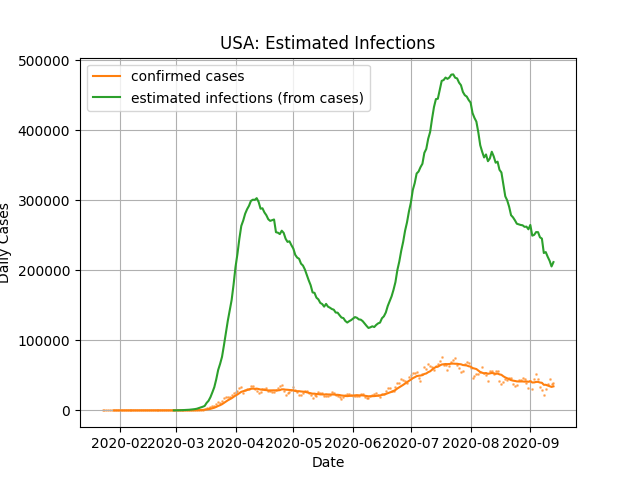 USA: Estimated Infections
confirmed cases
estimated infections (from cases)
500000
400000
300000
200000
100000
0
Daily Cases
2020-02 2020-03 2020-04 2020-05 2020-06 2020-07 2020-08 2020-09
Date